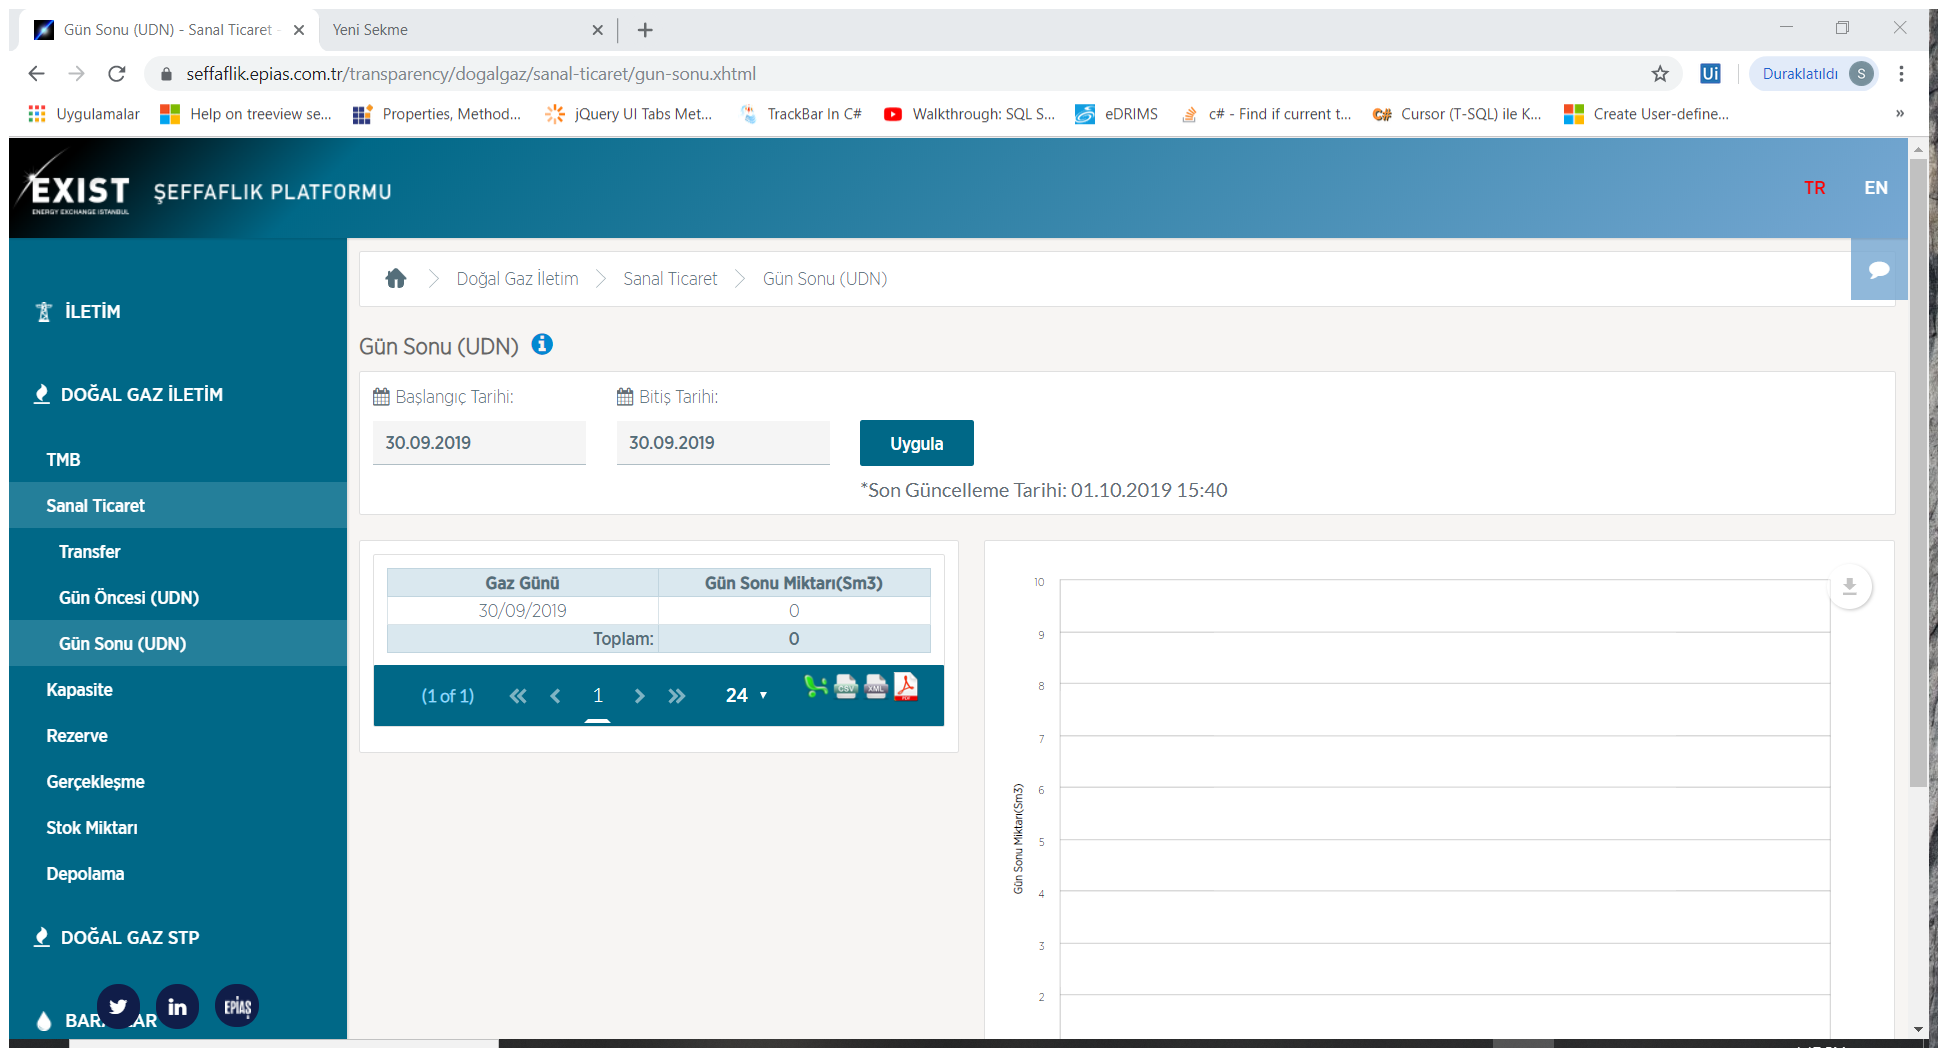 Gün Sonu (UDN) - Sanal Ticaret -
Yeni Sekme
seffaflik.epias.com.tr/transparency/dogalgaz/sanal-ticaret/gun-sonu.xhtml
Ui
Duraklatıldı S
Uygulamalar
Help on treeview se...
Properties, Method...
jQuery UI Tabs Met...
TrackBar In C#
Walkthrough: SQL S...
eDRIMS
c# - Find if current t...
C# Cursor (T-SQL) ile K...
Create User-define...
»
EXIST
ENERGY EXCHANGE ISTANBUL
ŞEFFAFLIK PLATFORMU
TR
EN
İLETİM
DOĞAL GAZ İLETİM
TMB
Sanal Ticaret
Transfer
Gün Öncesi (UDN)
Gün Sonu (UDN)
Kapasite
Rezerve
Gerçekleşme
Stok Miktarı
Depolama
DOĞAL GAZ STP
BAR AR
in
EPİAŞ
Doğal Gaz İletim
Sanal Ticaret
Gün Sonu (UDN)
Gün Sonu (UDN)
Başlangıç Tarihi:
Bitiş Tarihi:
30.09.2019
30.09.2019
Uygula
*Son Güncelleme Tarihi: 01.10.2019 15:40
Gaz Günü Gün Sonu Miktarı(Sm3)
30/09/2019 0
Toplam: 0
(1 of 1)
1
24
CSV
XML
PDF
Gün Sonu Miktarı(Sm3)
10
9
8
7
6
5
4
3
2